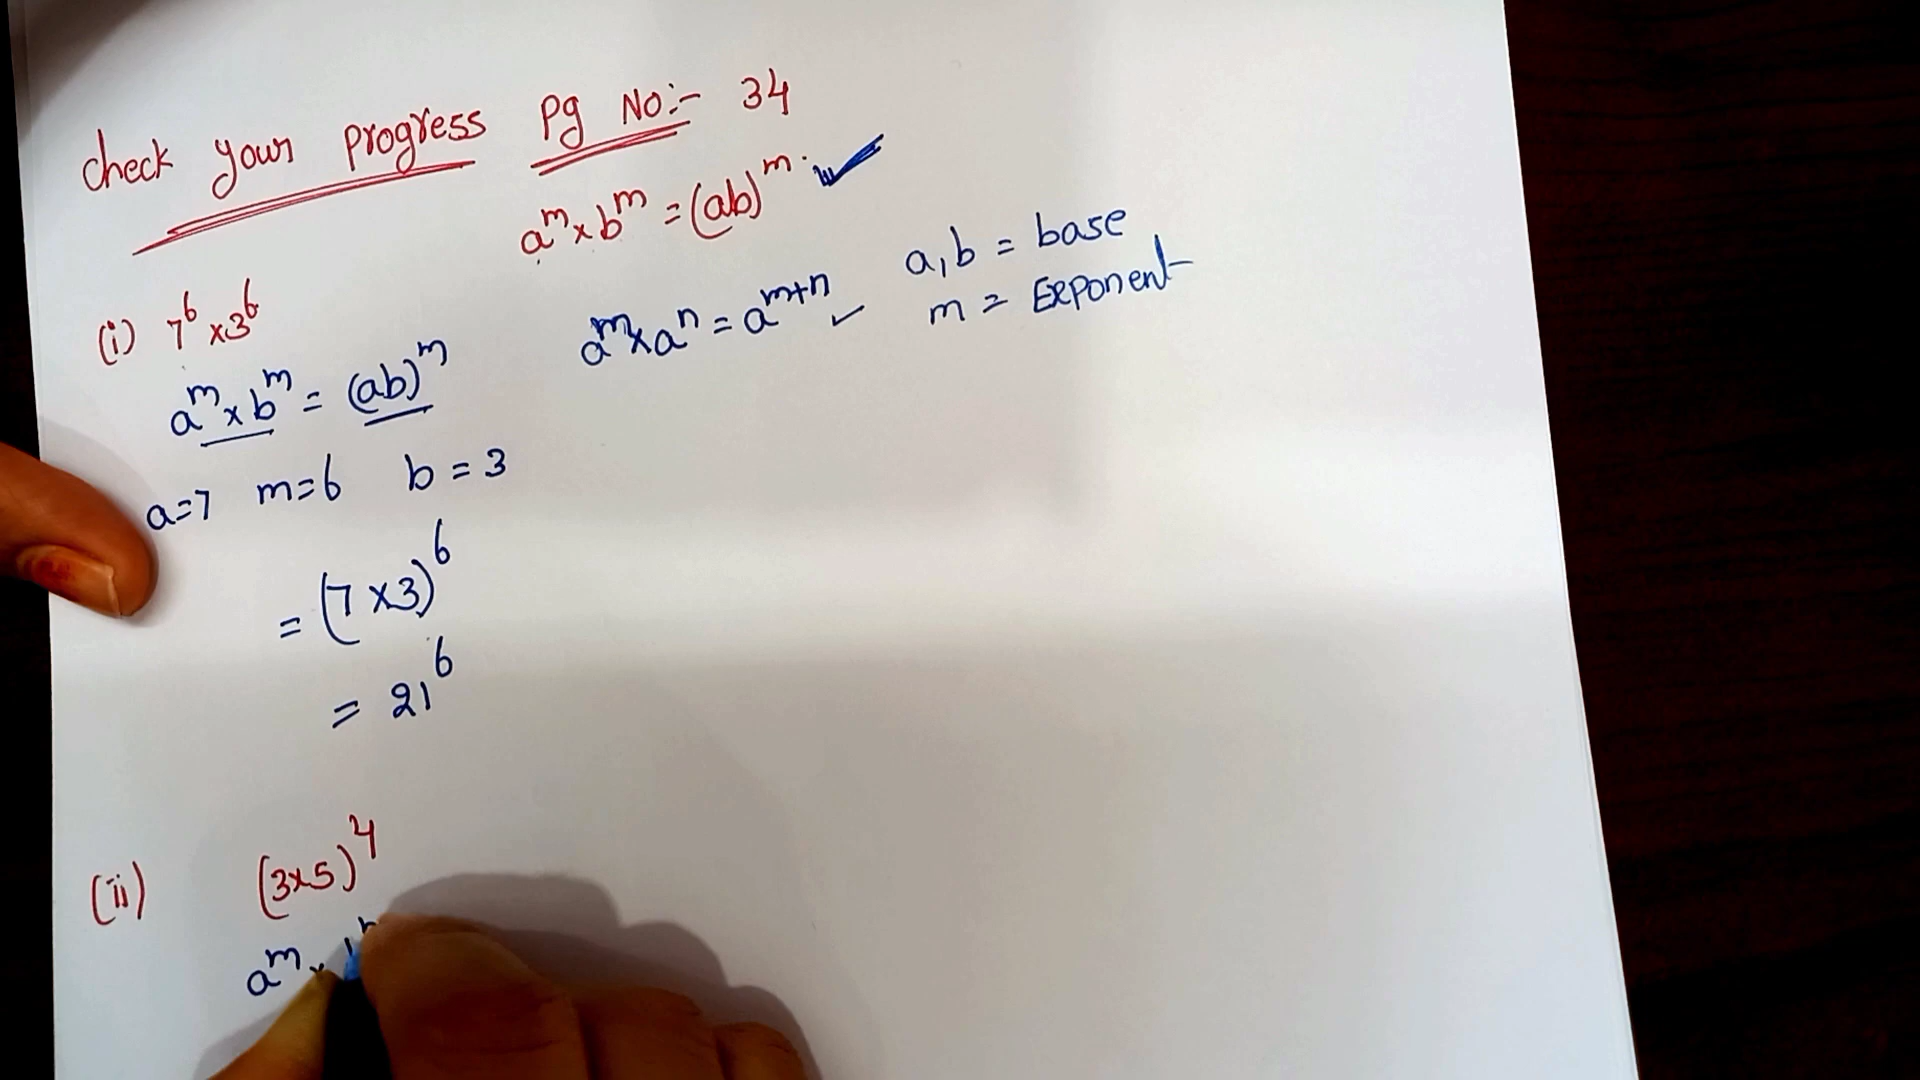 check your progress Pg No:- 34
a^m x b^m = (ab)^m.
a, b = base
a^m x a^n = a^(m+n)
m = Exponent
(i) 7^6 x 3^6
a^m x b^m = (ab)^m
a=7 m=6 b=3
= (7 x 3)^6
= 21^6
(ii) (3x5)^4
a^m x